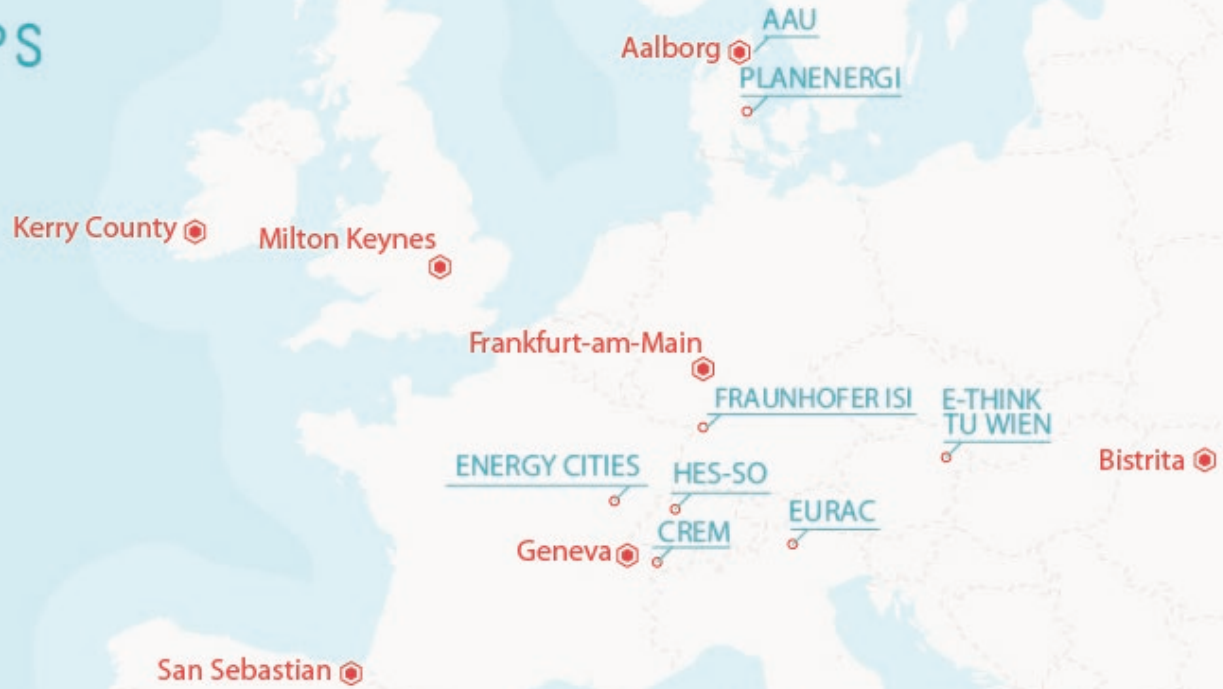 AAU
Aalborg
PLANENERGI
Kerry County
Milton Keynes
Frankfurt-am-Main
FRAUNHOFER ISI
E-THINK
TU WIEN
Bistrita
ENERGY CITIES
HES-SO
EURAC
CREM
Geneva
San Sebastian